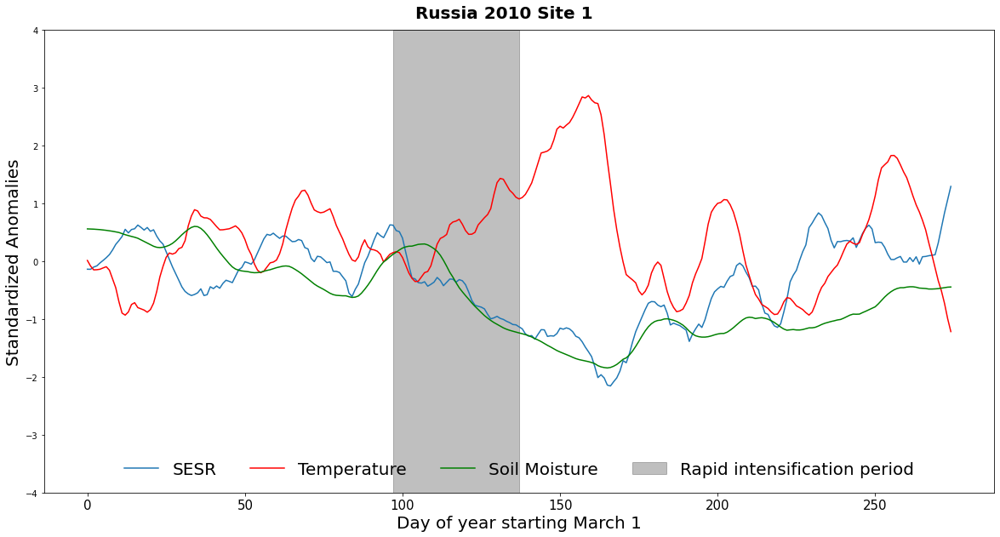 Russia 2010 Site 1
4
3
2
1
0
−1
−2
−3
−4
Standardized Anomalies
SESR Temperature Soil Moisture Rapid intensification period
0 50 100 150 200 250
Day of year starting March 1